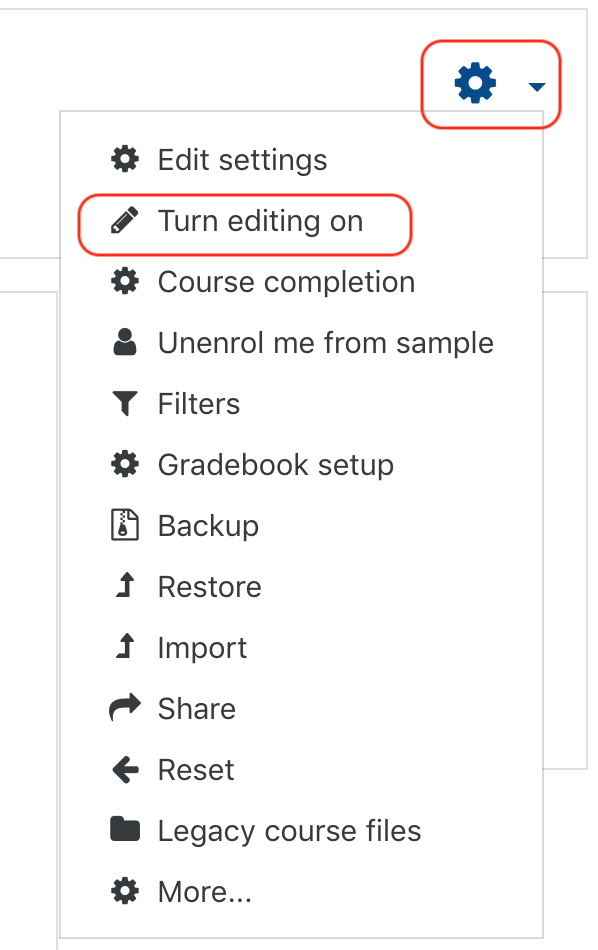 Edit settings
Turn editing on
Course completion
Unenrol me from sample
Filters
Gradebook setup
Backup
Restore
Import
Share
Reset
Legacy course files
More...